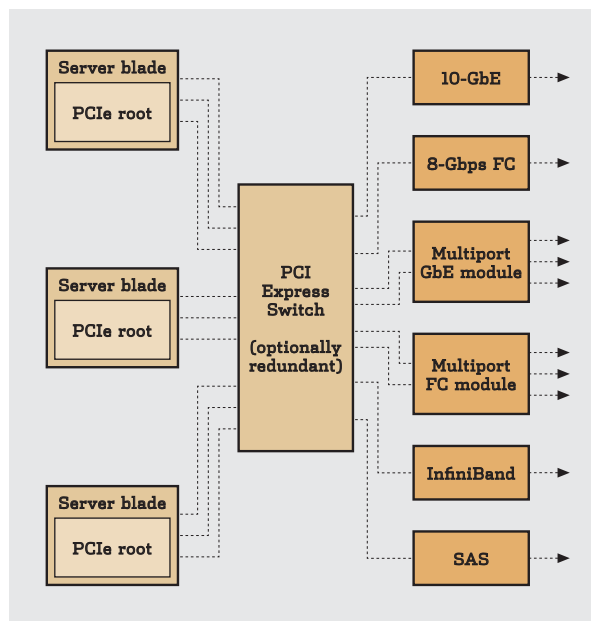 Server blade
PCIe root
Server blade
PCIe root
Server blade
PCIe root
PCI
Express
Switch
(optionally
redundant)
10-GbE
8-Gbps FC
Multiport
GbE module
Multiport
FC module
InfiniBand
SAS